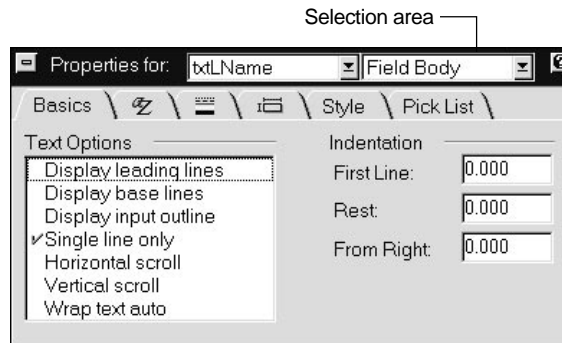 Selection area
Properties for: txtLName Field Body ?
Basics az Style Pick List
Text Options
Display leading lines
Display base lines
Display input outline
✔Single line only
Horizontal scroll
Vertical scroll
Wrap text auto
Indentation
First Line: 0.000
Rest: 0.000
From Right: 0.000